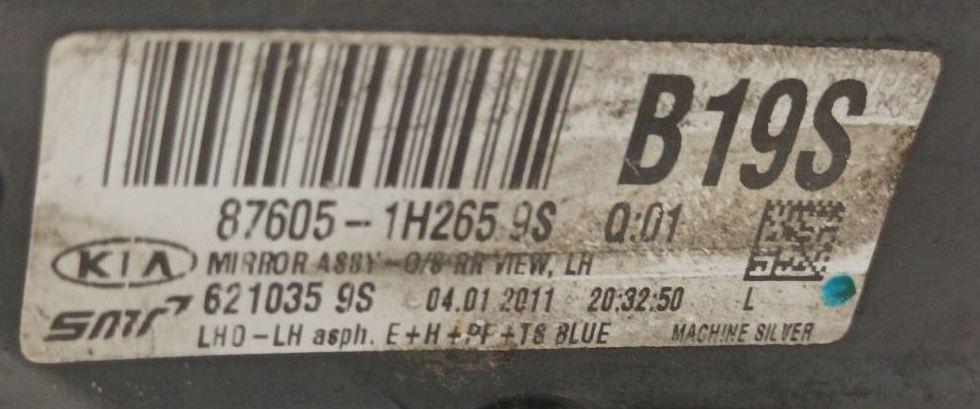 B19S
87605-1H265 9S Q:01
KIA MIRROR ASSY-O/S RR VIEW, LH
smr 621035 9S 04.01 2011 20:32:50 L
LHD-LH asph. E+H+PF+TS BLUE MACHINE SILVER